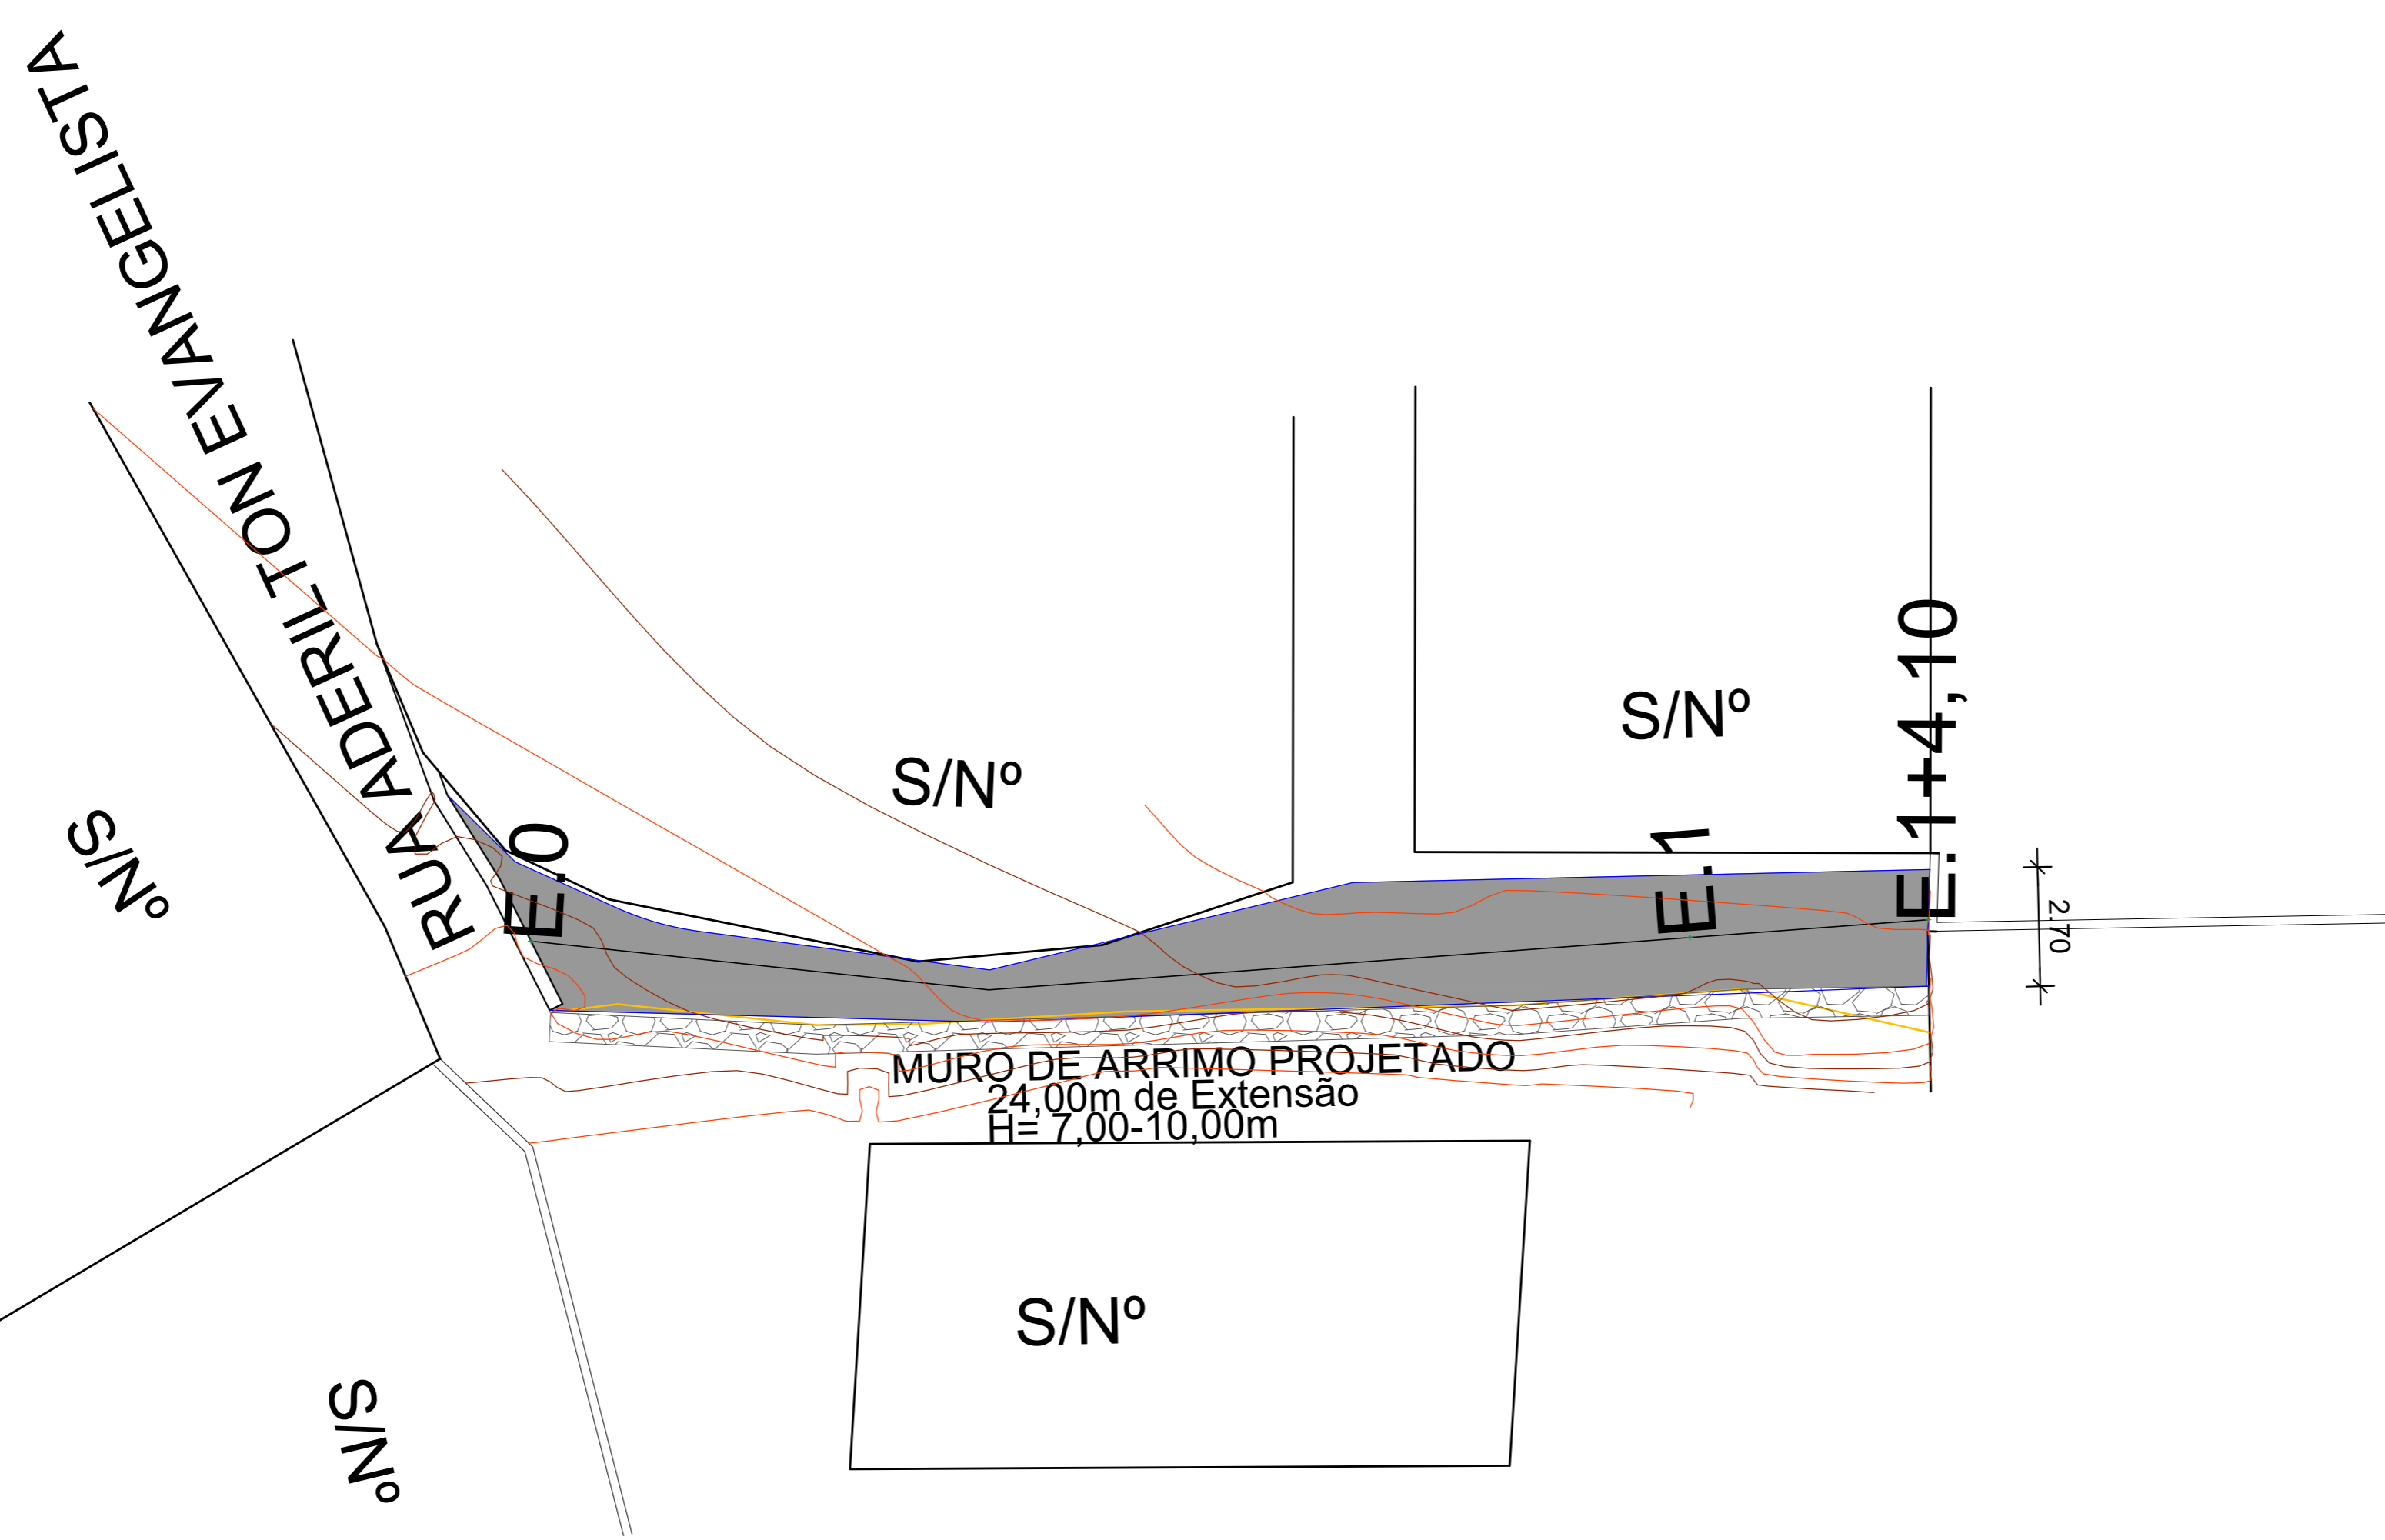 RUA ADERILTON EVANGELISTA
S/Nº
S/Nº
S/Nº
E.0
E.1
E.1+4,10
2.70
MURO DE ARRIMO PROJETADO
24,00m de Extensão
H= 7,00-10,00m
S/Nº
S/Nº